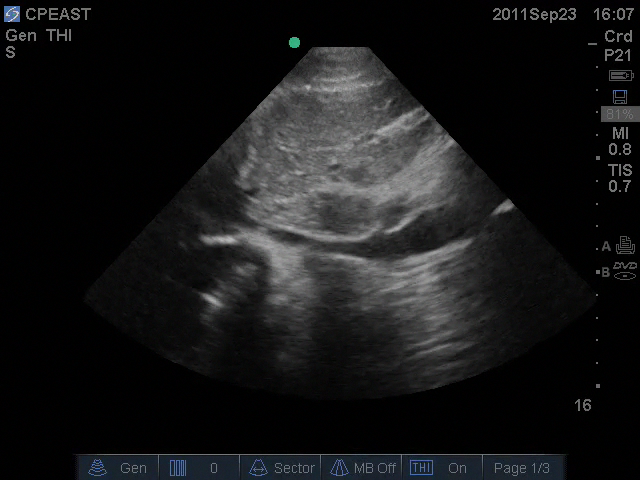 CPEAST
2011Sep23 16:07
Gen THI
S
Crd
P21
81%
MI
0.8
TIS
0.7
A
DVD
B
16
Gen
0
Sector
MB Off
THI On
Page 1/3